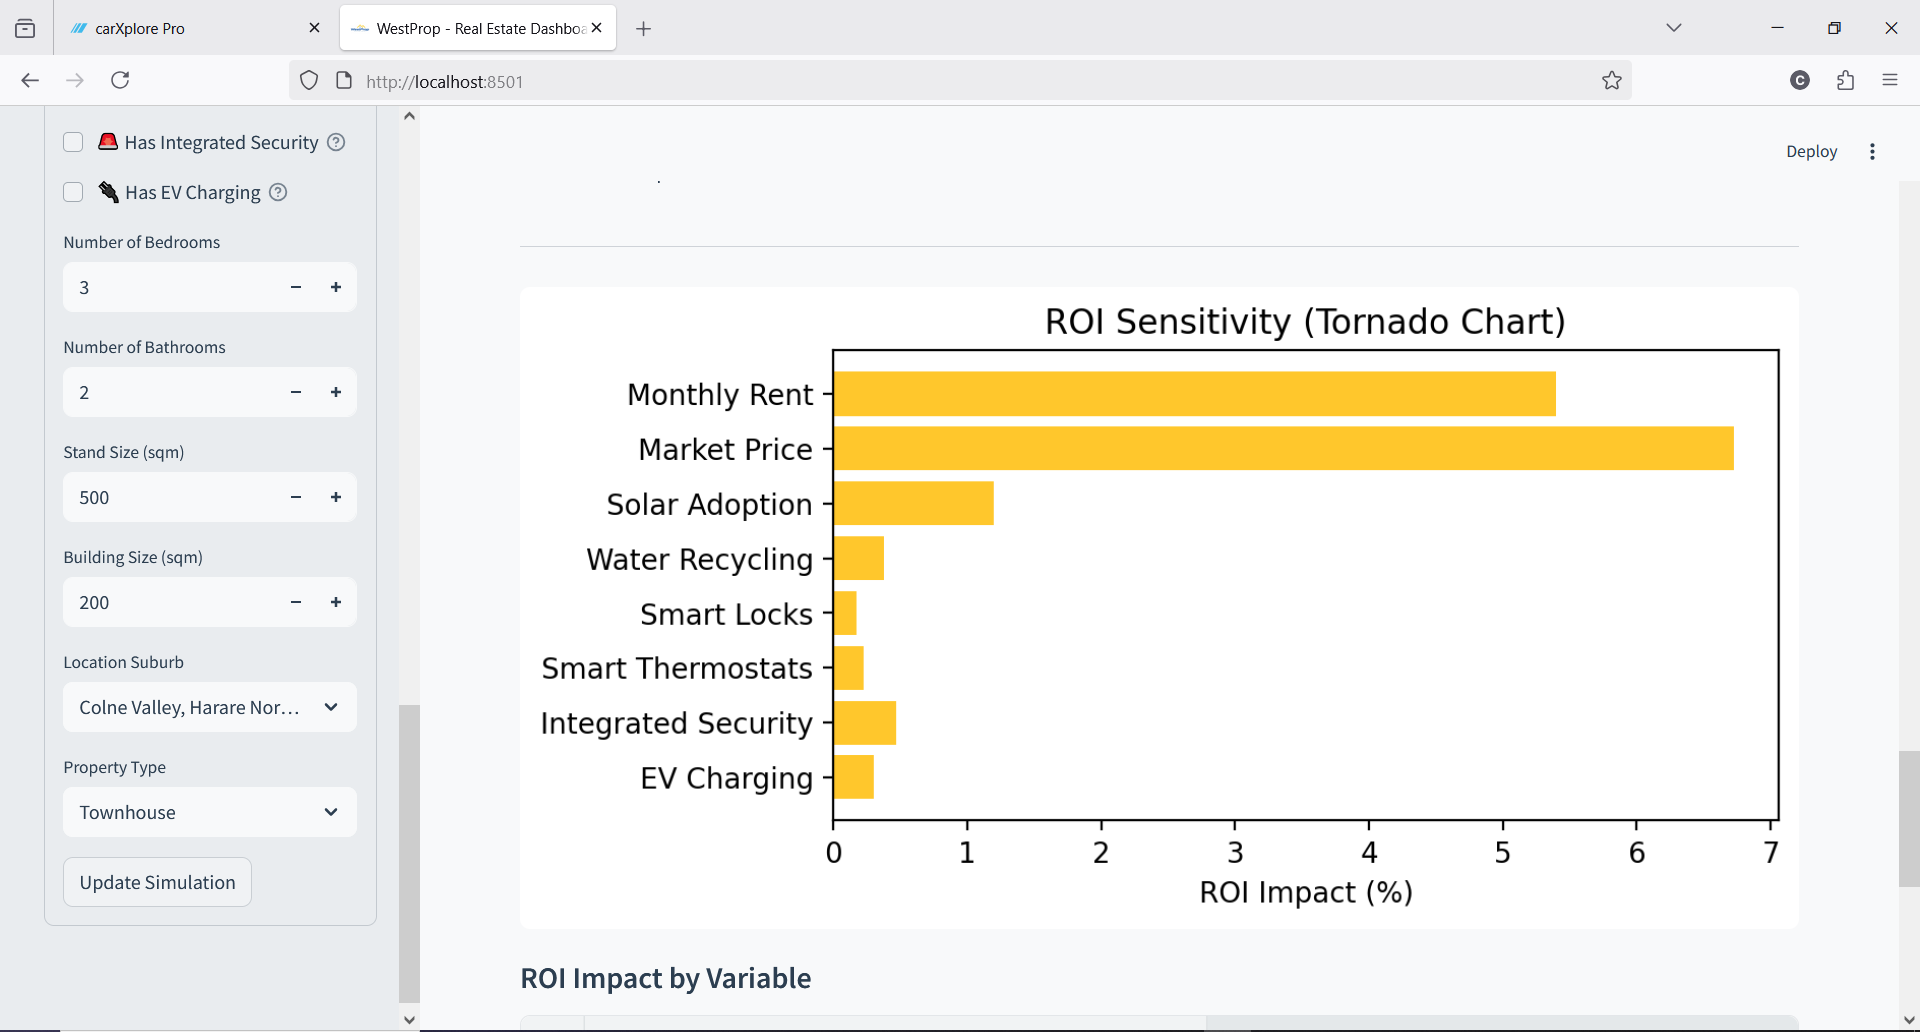 carXplore Pro
WestProp - Real Estate Dashboa
http://localhost:8501
C
Has Integrated Security ?
Has EV Charging ?
Number of Bedrooms
3
Number of Bathrooms
2
Stand Size (sqm)
500
Building Size (sqm)
200
Location Suburb
Colne Valley, Harare Nor...
Property Type
Townhouse
Update Simulation
Deploy
ROI Sensitivity (Tornado Chart)
Monthly Rent
Market Price
Solar Adoption
Water Recycling
Smart Locks
Smart Thermostats
Integrated Security
EV Charging
0 1 2 3 4 5 6 7
ROI Impact (%)
ROI Impact by Variable